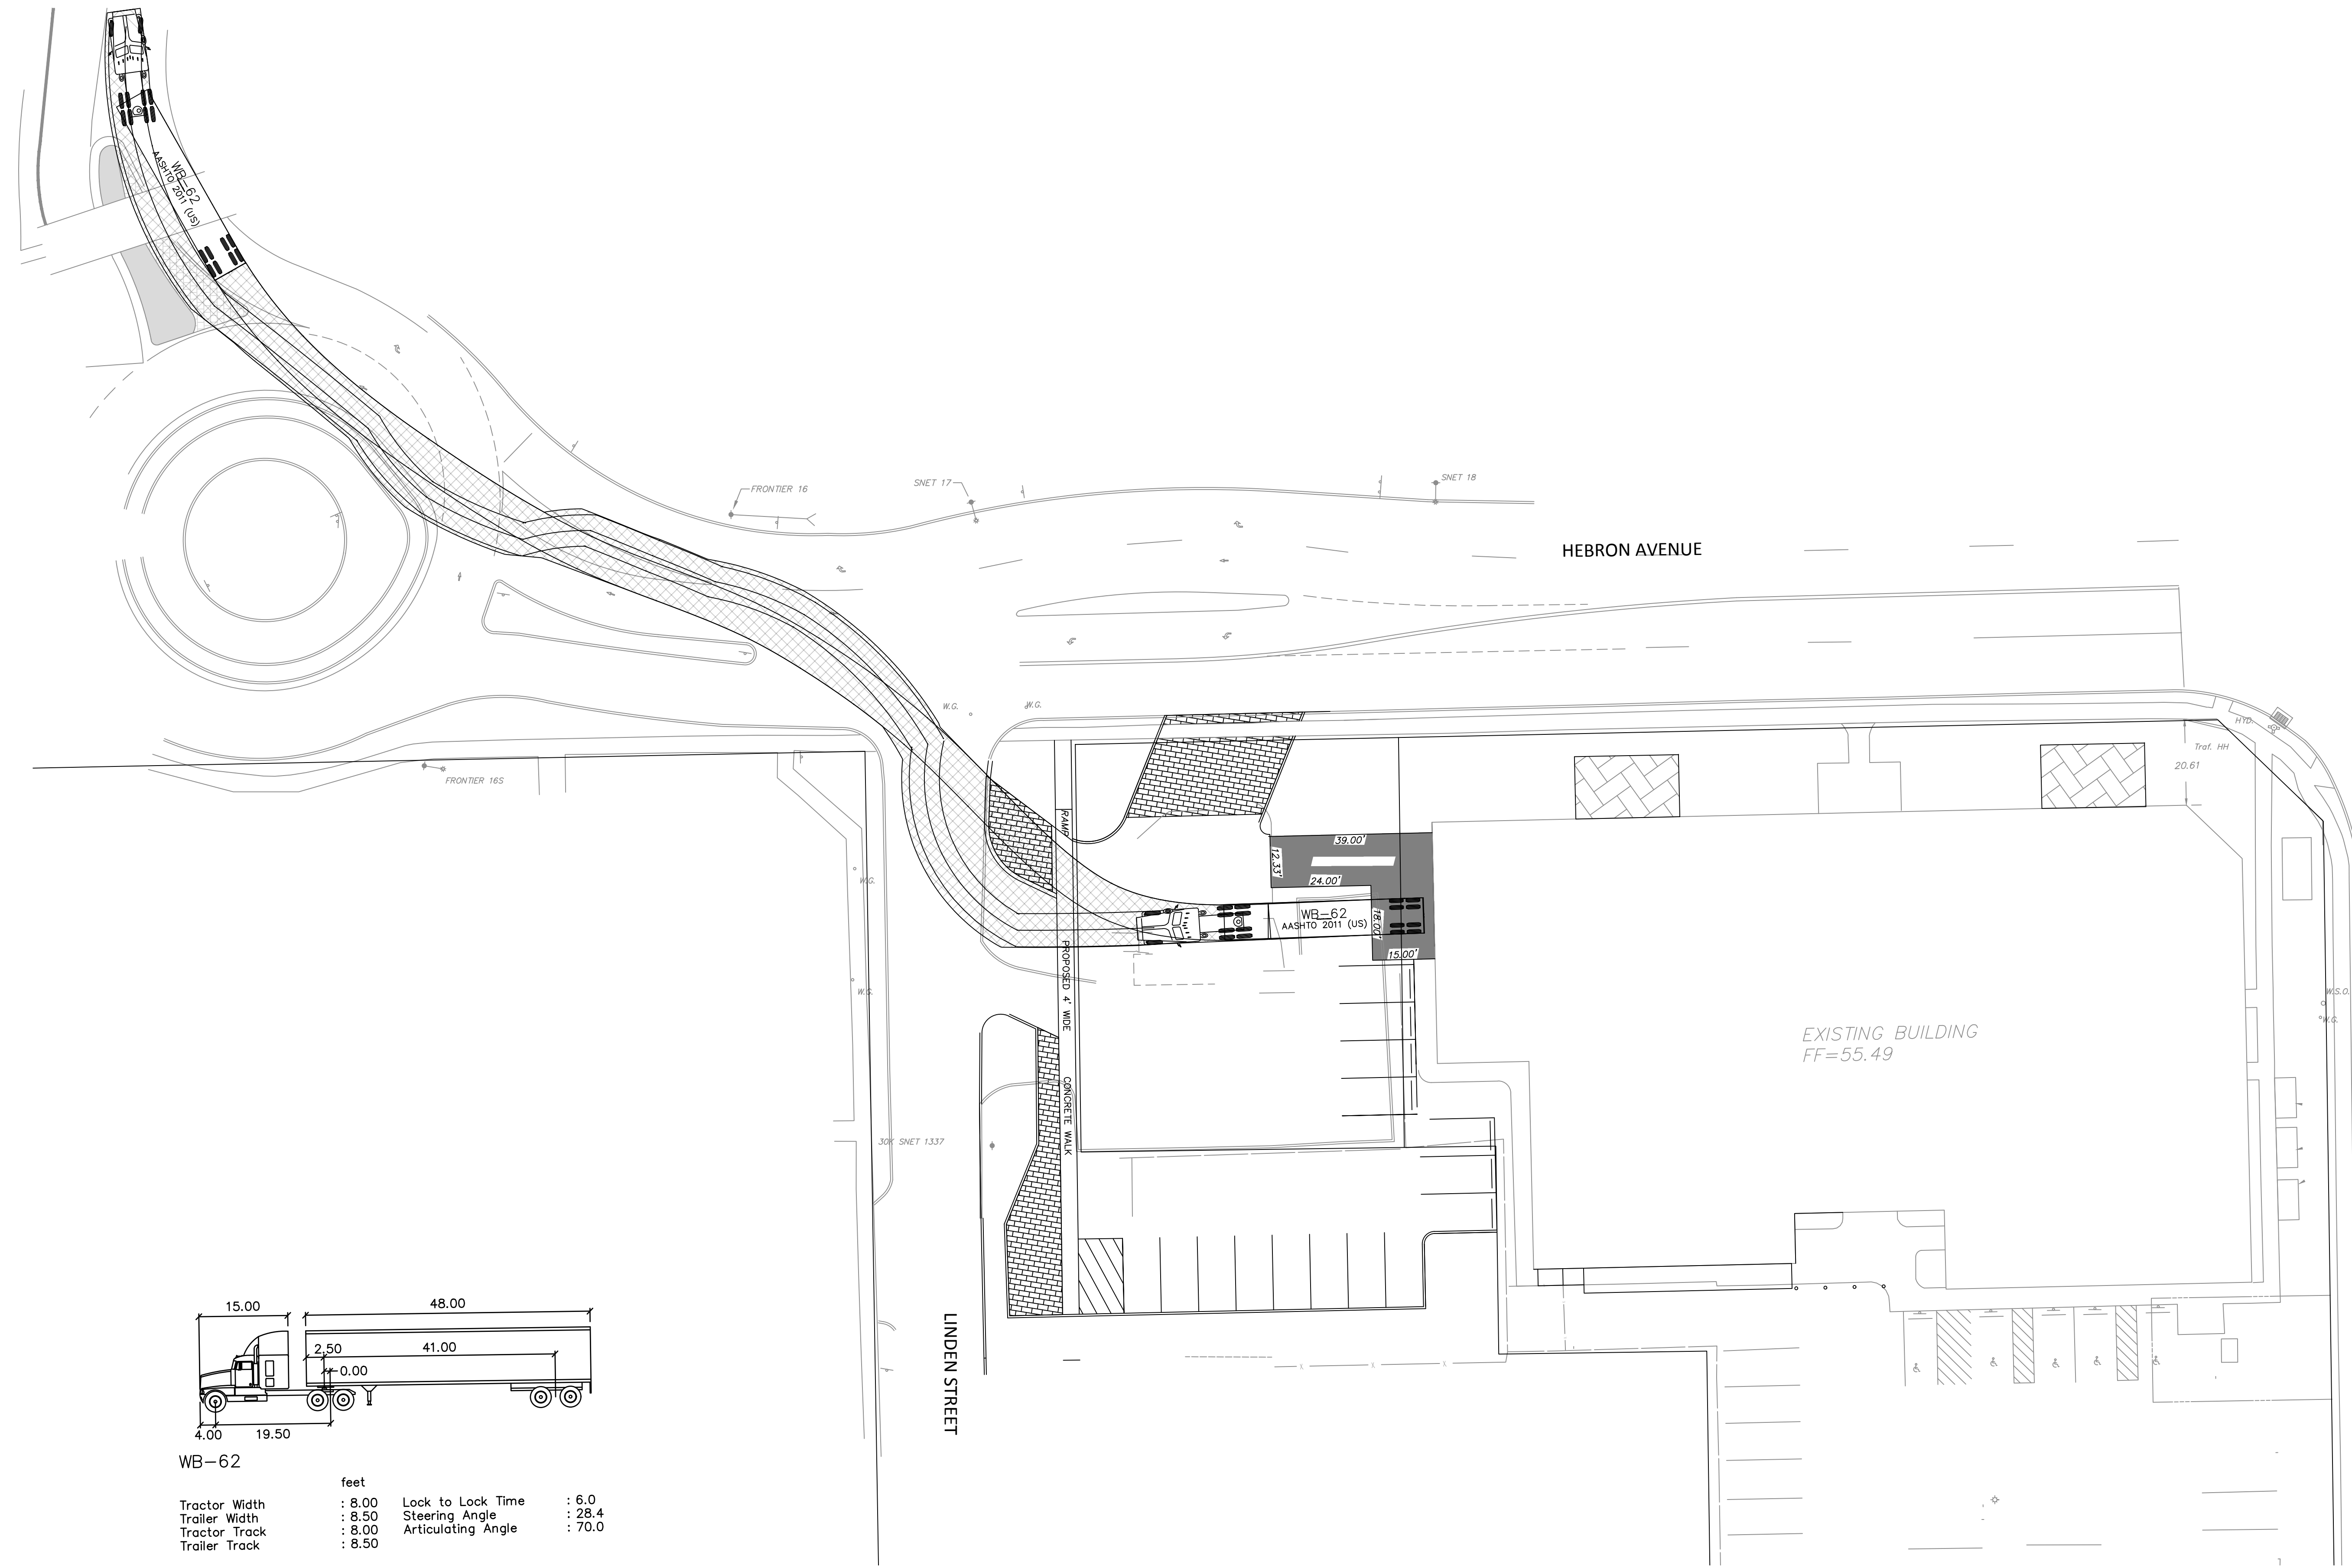 WB-62
AASHTO 2011 (US)
FRONTIER 16
SNET 17
SNET 18
HEBRON AVENUE
W.G.
W.G.
HYD.
Traf. HH
20.61
FRONTIER 16S
RAMP
39.00'
12.33'
24.00'
W.G.
WB-62
AASHTO 2011 (US)
18.00'
15.00'
PROPOSED 4' WIDE CONCRETE WALK
W.G.
W.S.O.
W.G.
EXISTING BUILDING
FF=55.49
30K SNET 1337
LINDEN STREET
15.00
48.00
2.50
41.00
0.00
4.00
19.50
WB-62
feet
Tractor Width : 8.00 Lock to Lock Time : 6.0
Trailer Width : 8.50 Steering Angle : 28.4
Tractor Track : 8.00 Articulating Angle : 70.0
Trailer Track : 8.50